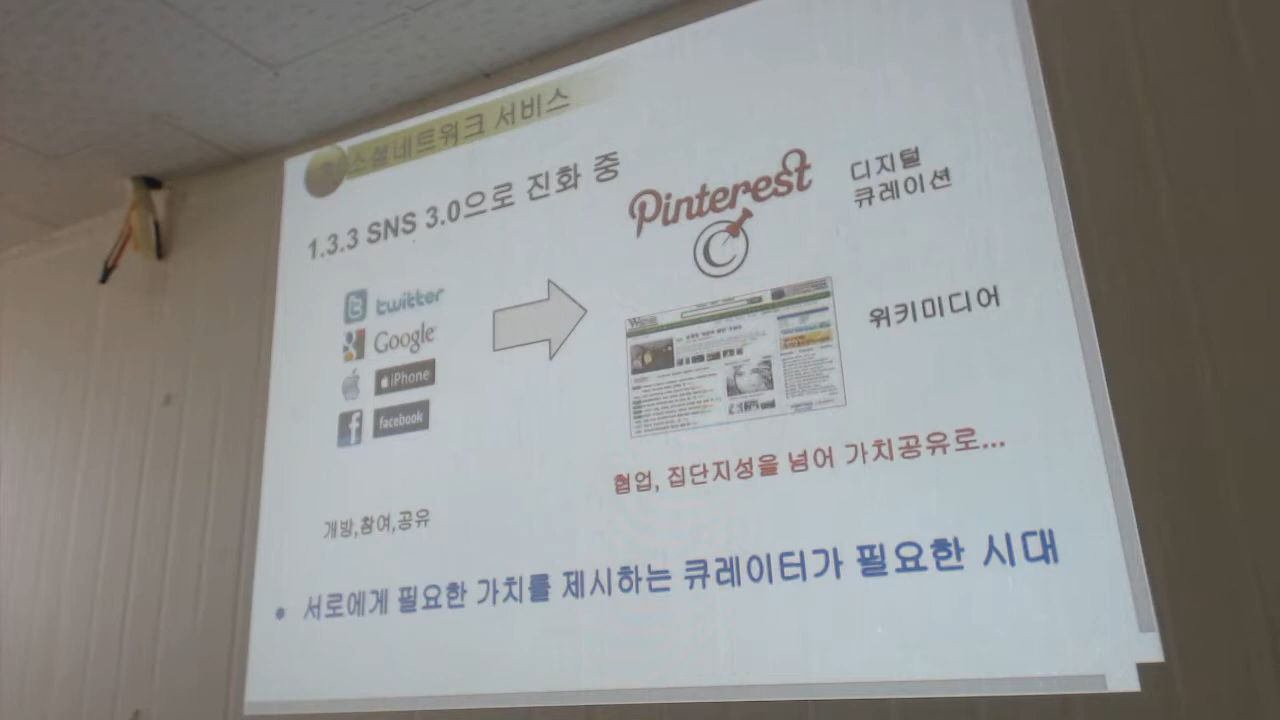 소셜네트워크 서비스
1.3.3 SNS 3.0으로 진화 중
twitter
Google
iPhone
facebook
개방,참여,공유
Pinterest
C
디지털
큐레이션
위키미디어
협업, 집단지성을 넘어 가치공유로...
• 서로에게 필요한 가치를 제시하는 큐레이터가 필요한 시대